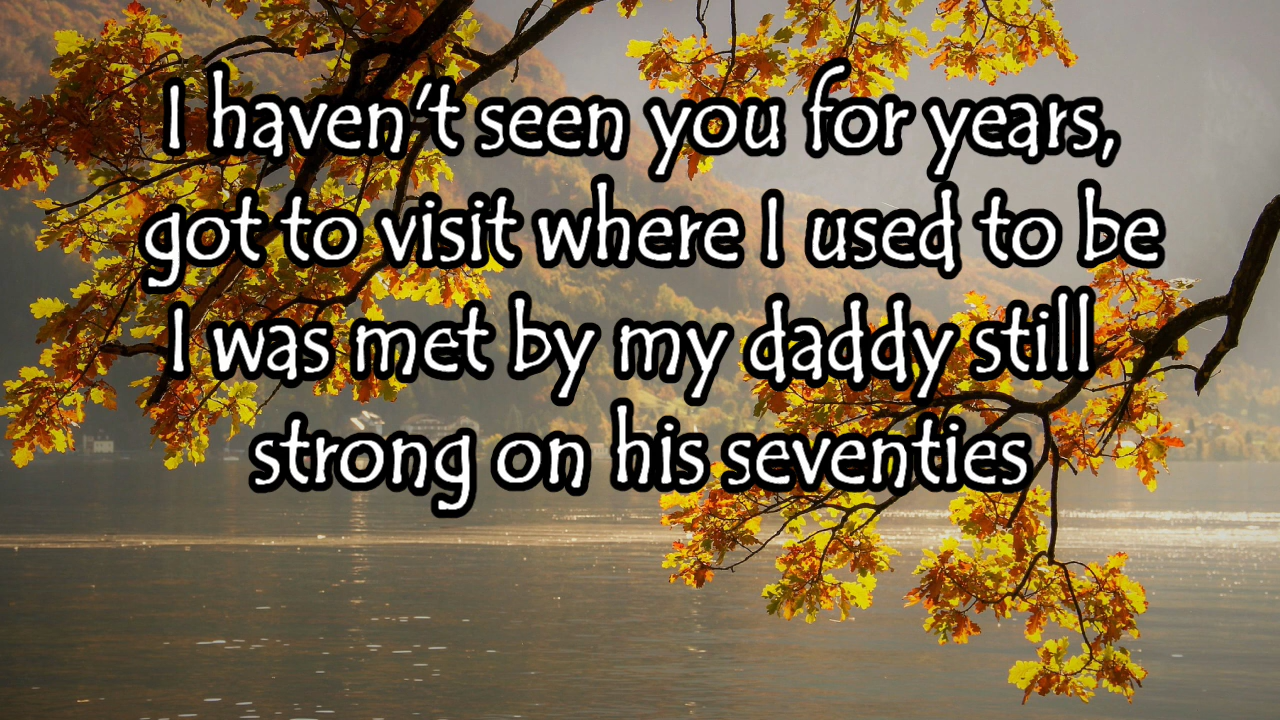 I haven't seen you for years,
got to visit where I used to be
I was met by my daddy still
strong on his seventies